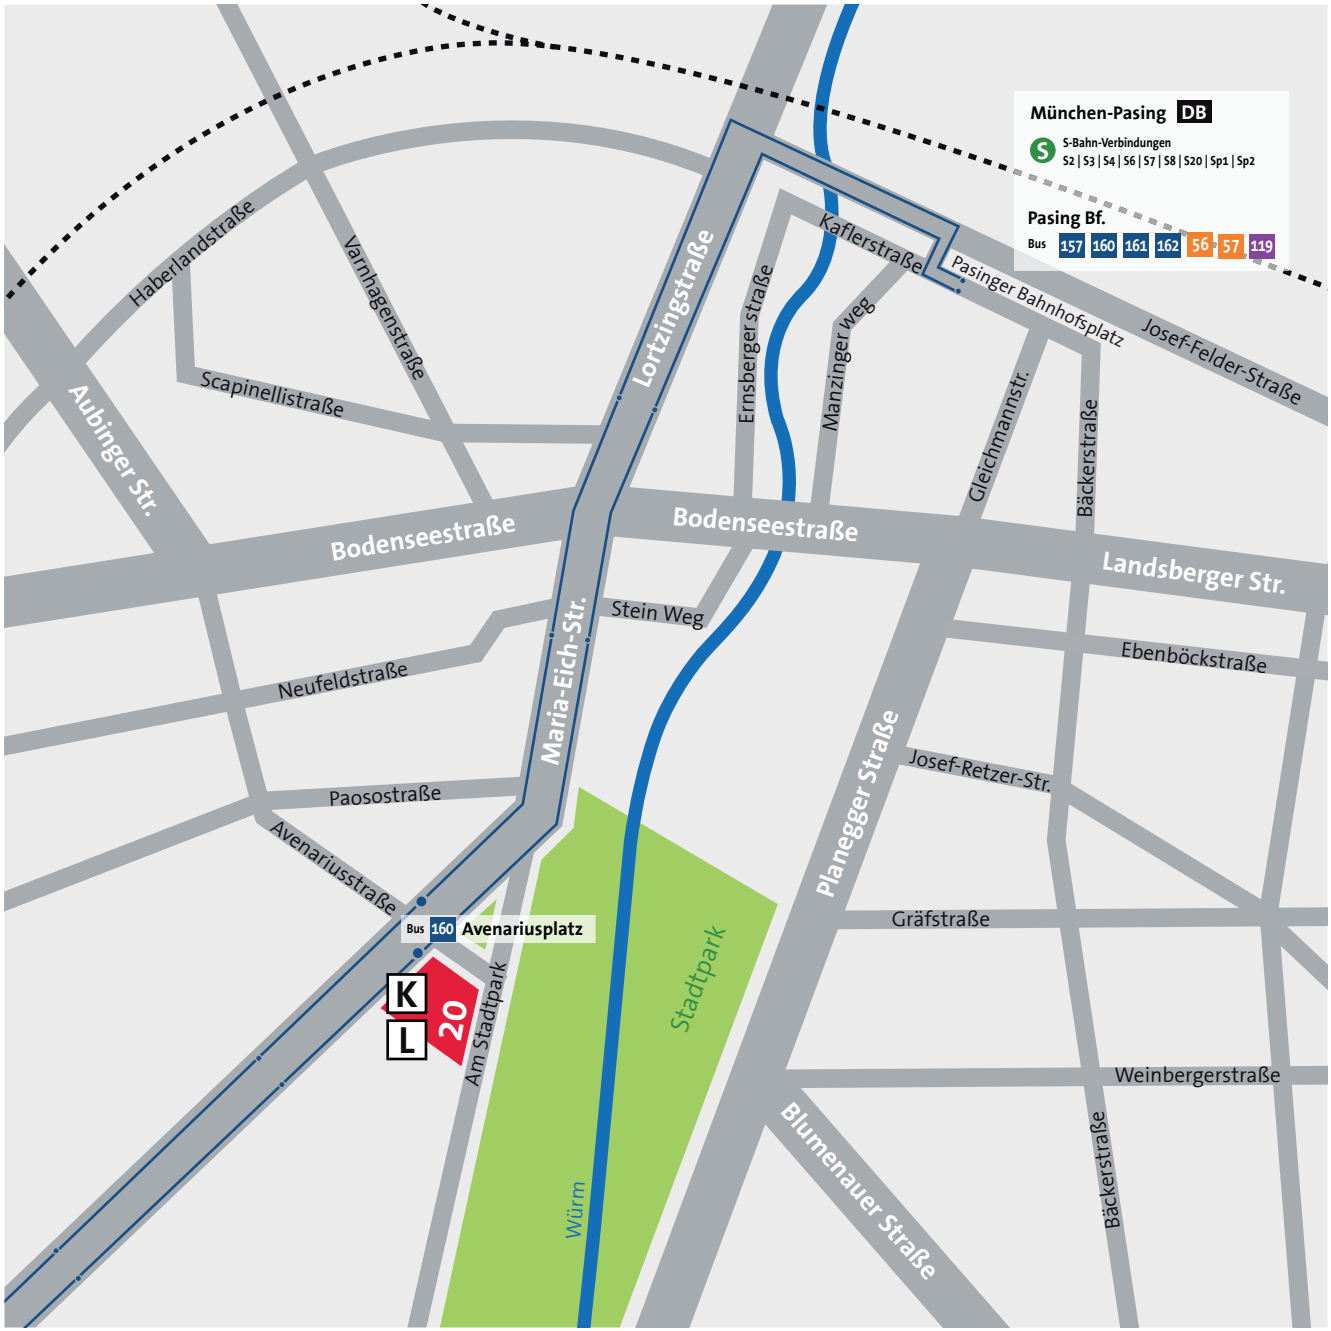 München-Pasing DB
S S-Bahn-Verbindungen
S2 | S3 | S4 | S6 | S7 | S8 | S20 | Sp1 | Sp2
Pasing Bf.
Bus 157 160 161 162 56 57 119
Haberlandstraße
Varnhagenstraße
Lortzingstraße
Kaflerstraße
Pasinger Bahnhofsplatz
Josef-Felder-Straße
Ernsberger straße
Manzinger weg
Scapinellistraße
Aubinger Str.
Gleichmannstr.
Bäckerstraße
Bodenseestraße
Bodenseestraße
Landsberger Str.
Stein Weg
Maria-Eich-Str.
Neufeldstraße
Ebenböckstraße
Paosostraße
Planegger Straße
Josef-Retzer-Str.
Avenariusstraße
Gräfstraße
Bus 160 Avenariusplatz
Stadtpark
K
L
20
Am Stadtpark
Weinbergerstraße
Blumenauer Straße
Bäckerstraße
Würm